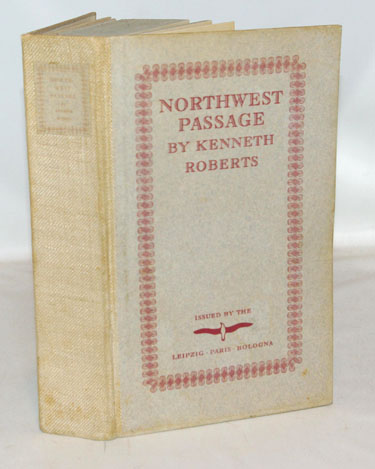 NORTHWEST
PASSAGE
BY KENNETH
ROBERTS
ISSUED BY THE
LEIPZIG · PARIS · BOLOGNA